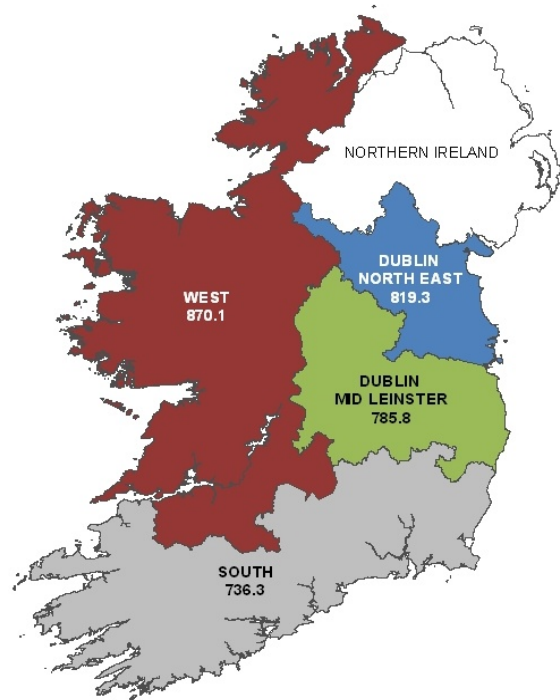 NORTHERN IRELAND
DUBLIN
NORTH EAST
819.3
WEST
870.1
DUBLIN
MID LEINSTER
785.8
SOUTH
736.3